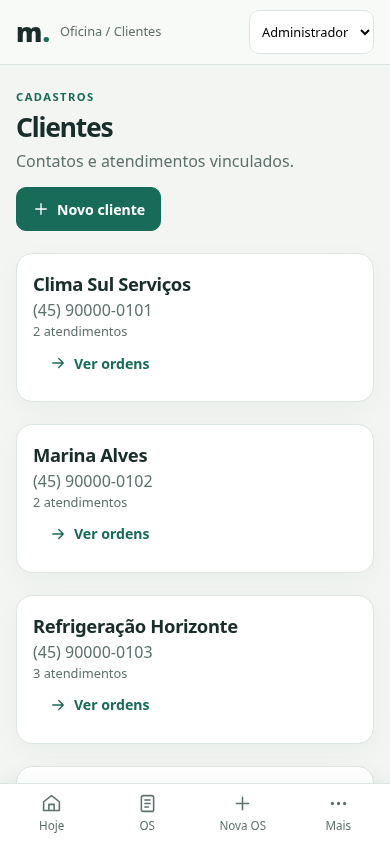 m. Oficina / Clientes Administrador
CADASTROS
Clientes
Contatos e atendimentos vinculados.
Novo cliente
Clima Sul Serviços
(45) 90000-0101
2 atendimentos
Ver ordens
Marina Alves
(45) 90000-0102
2 atendimentos
Ver ordens
Refrigeração Horizonte
(45) 90000-0103
3 atendimentos
Ver ordens
Hoje OS Nova OS Mais